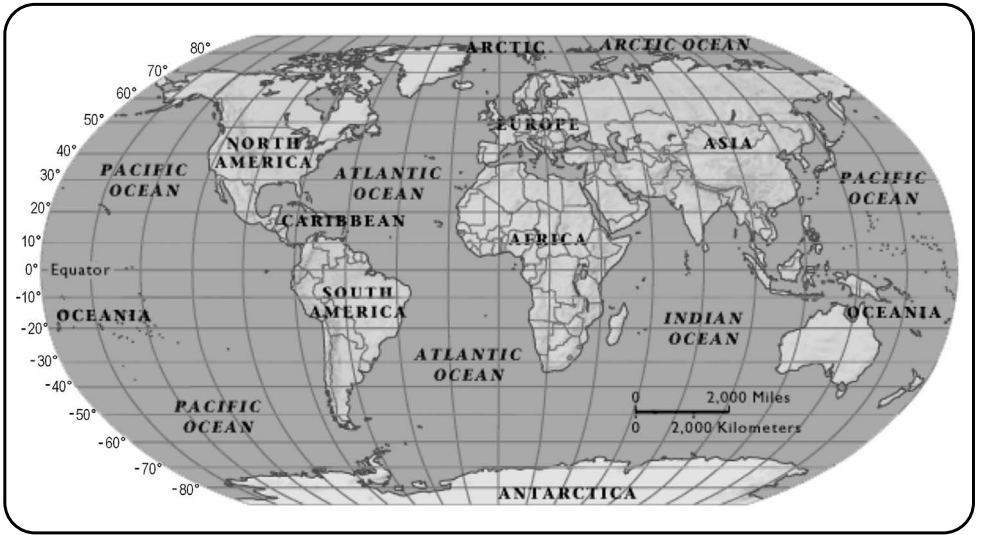 80°
ARCTIC
ARCTIC OCEAN
70°
60°
50°
EUROPE
NORTH
AMERICA
ASIA
40°
PACIFIC
OCEAN
ATLANTIC
OCEAN
30°
PACIFIC
OCEAN
20°
CARIBBEAN
10°
AFRICA
0°
Equator
-10°
SOUTH
AMERICA
OCEANIA
INDIAN
OCEAN
OCEANIA
-20°
-30°
ATLANTIC
OCEAN
-40°
0 2,000 Miles
0 2,000 Kilometers
PACIFIC
OCEAN
-50°
-60°
-70°
-80°
ANTARCTICA